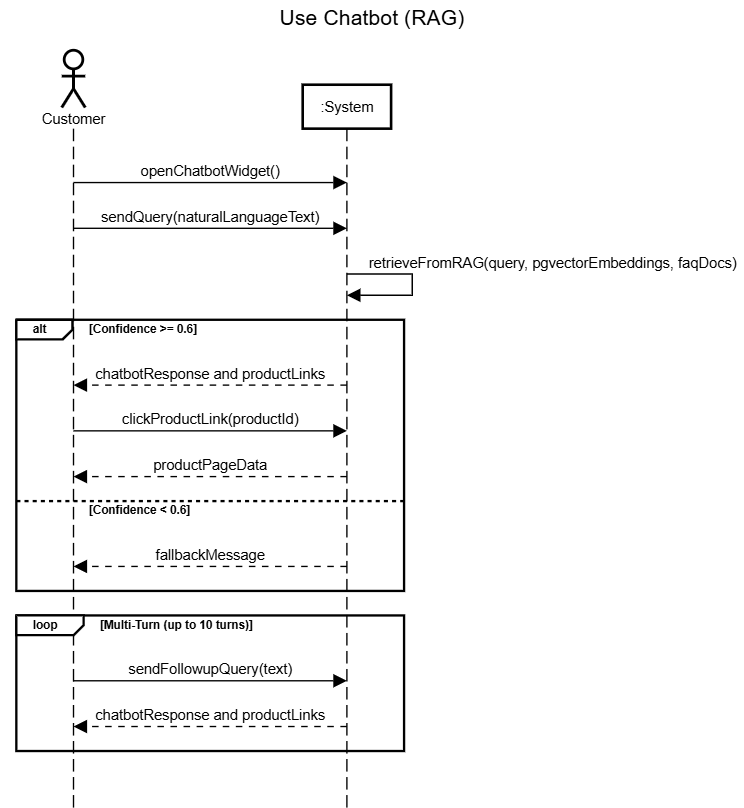 Use Chatbot (RAG)
Customer
:System
openChatbotWidget()
sendQuery(naturalLanguageText)
retrieveFromRAG(query, pgvectorEmbeddings, faqDocs)
alt
[Confidence >= 0.6]
chatbotResponse and productLinks
clickProductLink(productId)
productPageData
[Confidence < 0.6]
fallbackMessage
loop
[Multi-Turn (up to 10 turns)]
sendFollowupQuery(text)
chatbotResponse and productLinks